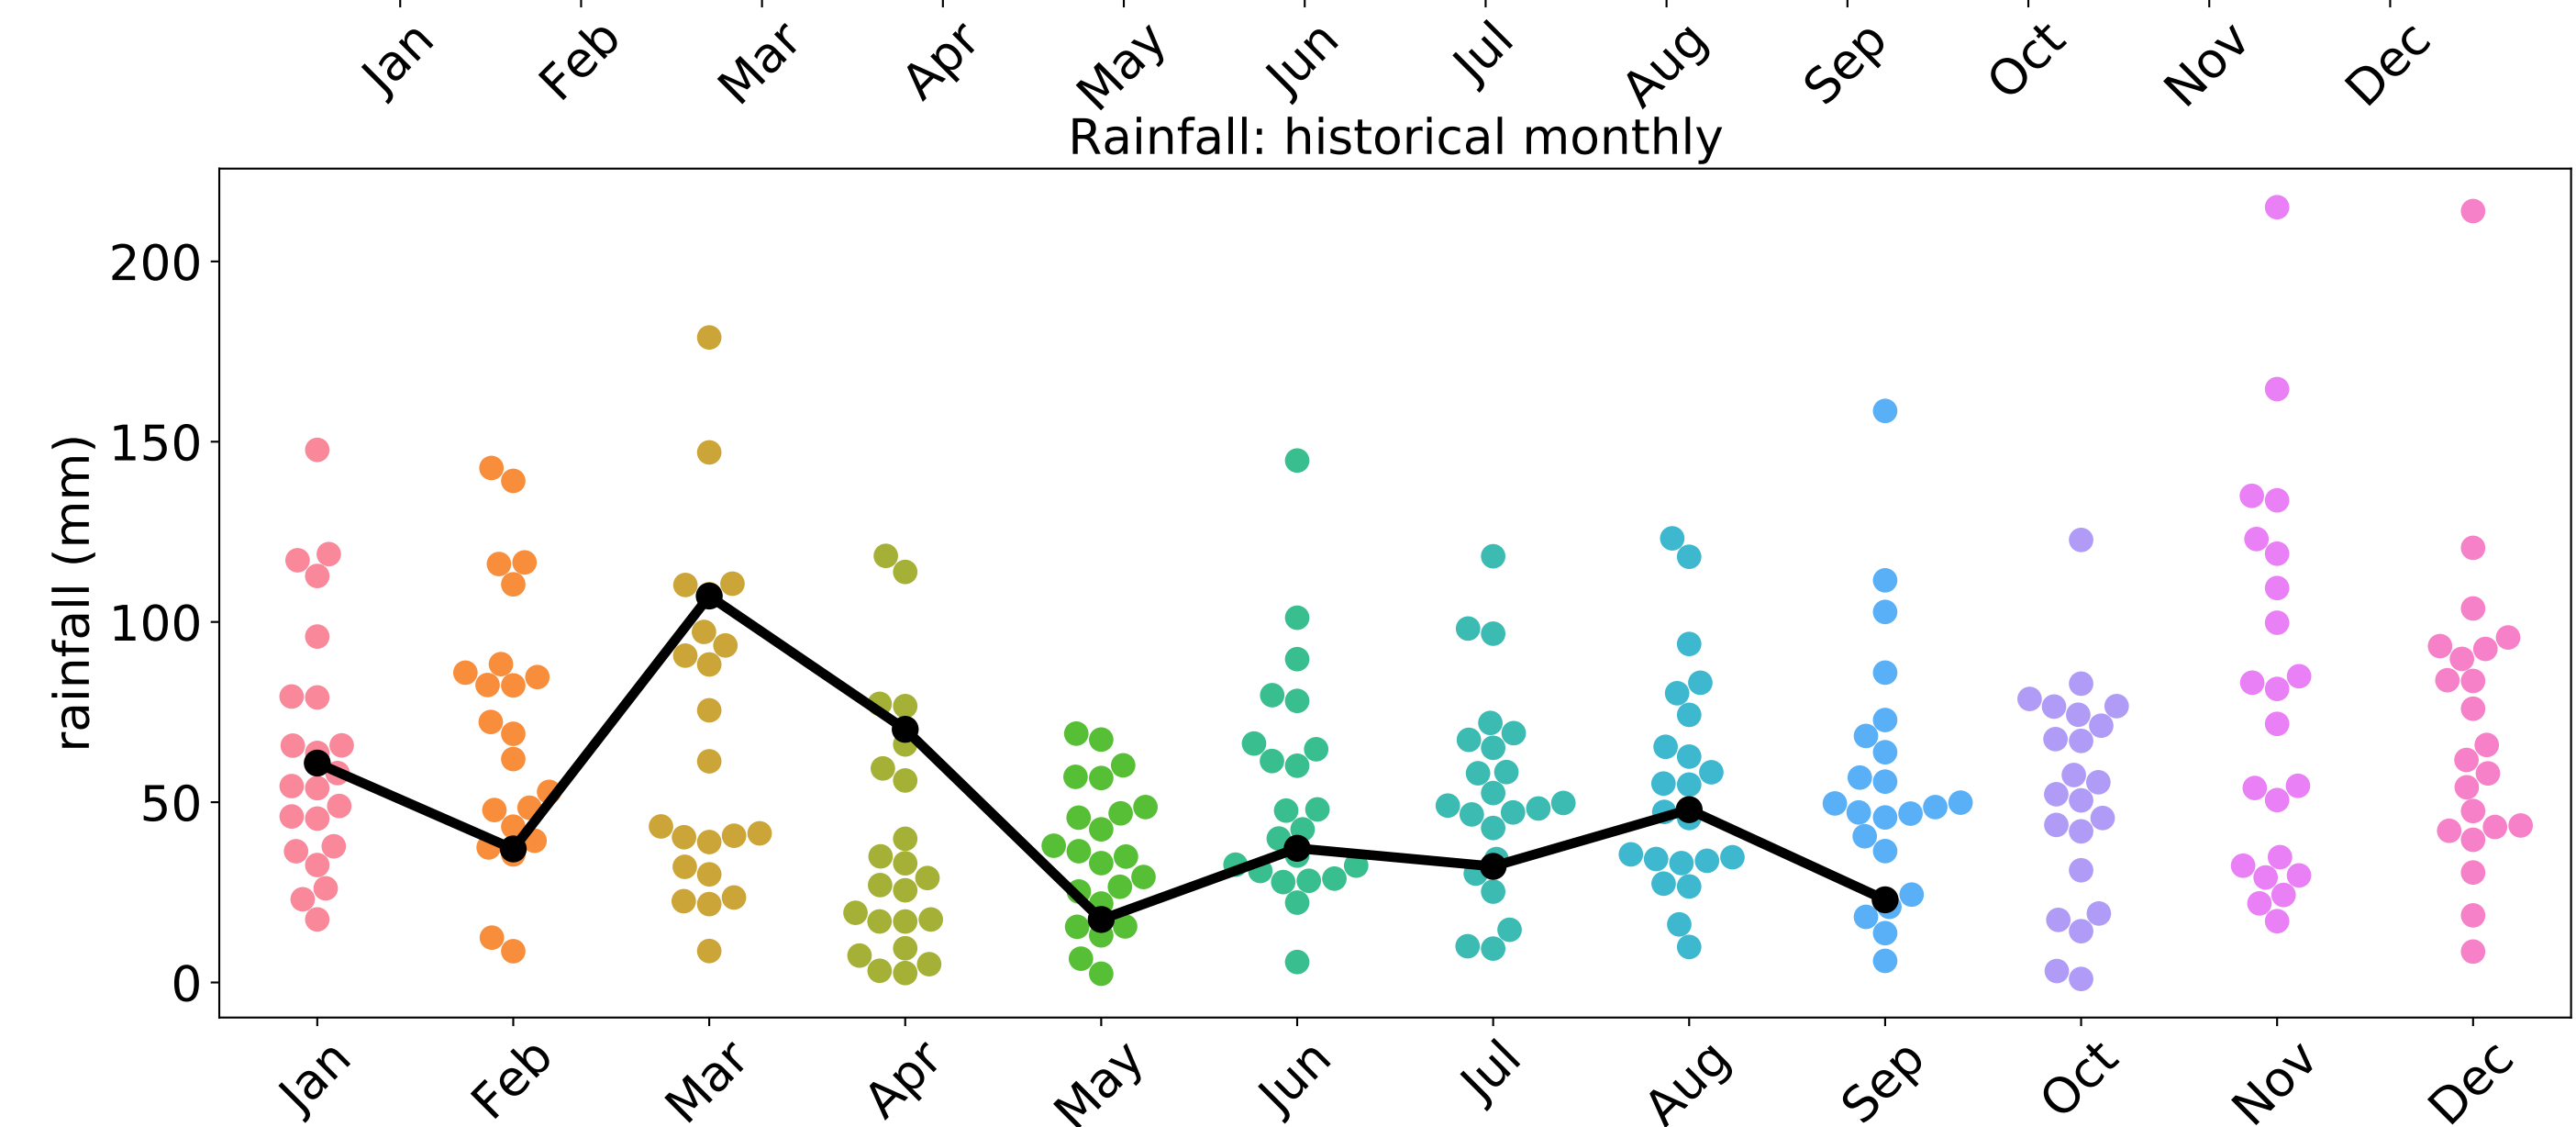 Jan Feb Mar Apr May Jun Jul Aug Sep Oct Nov Dec
Rainfall: historical monthly
rainfall (mm)
200
150
100
50
0
Jan Feb Mar Apr May Jun Jul Aug Sep Oct Nov Dec